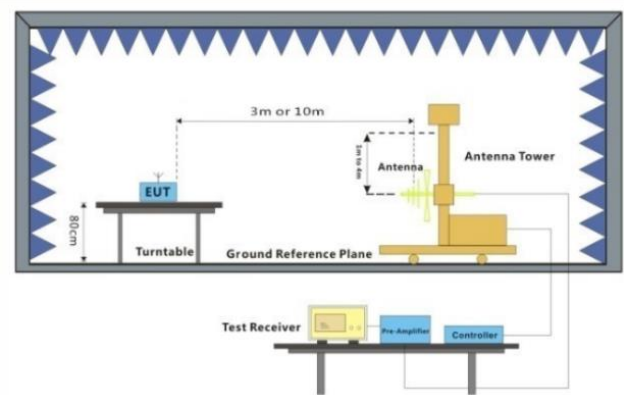 3m or 10m
1m to 4m
Antenna
Antenna Tower
EUT
80cm
Turntable
Ground Reference Plane
Test Receiver
Pre-Amplifier
Controller